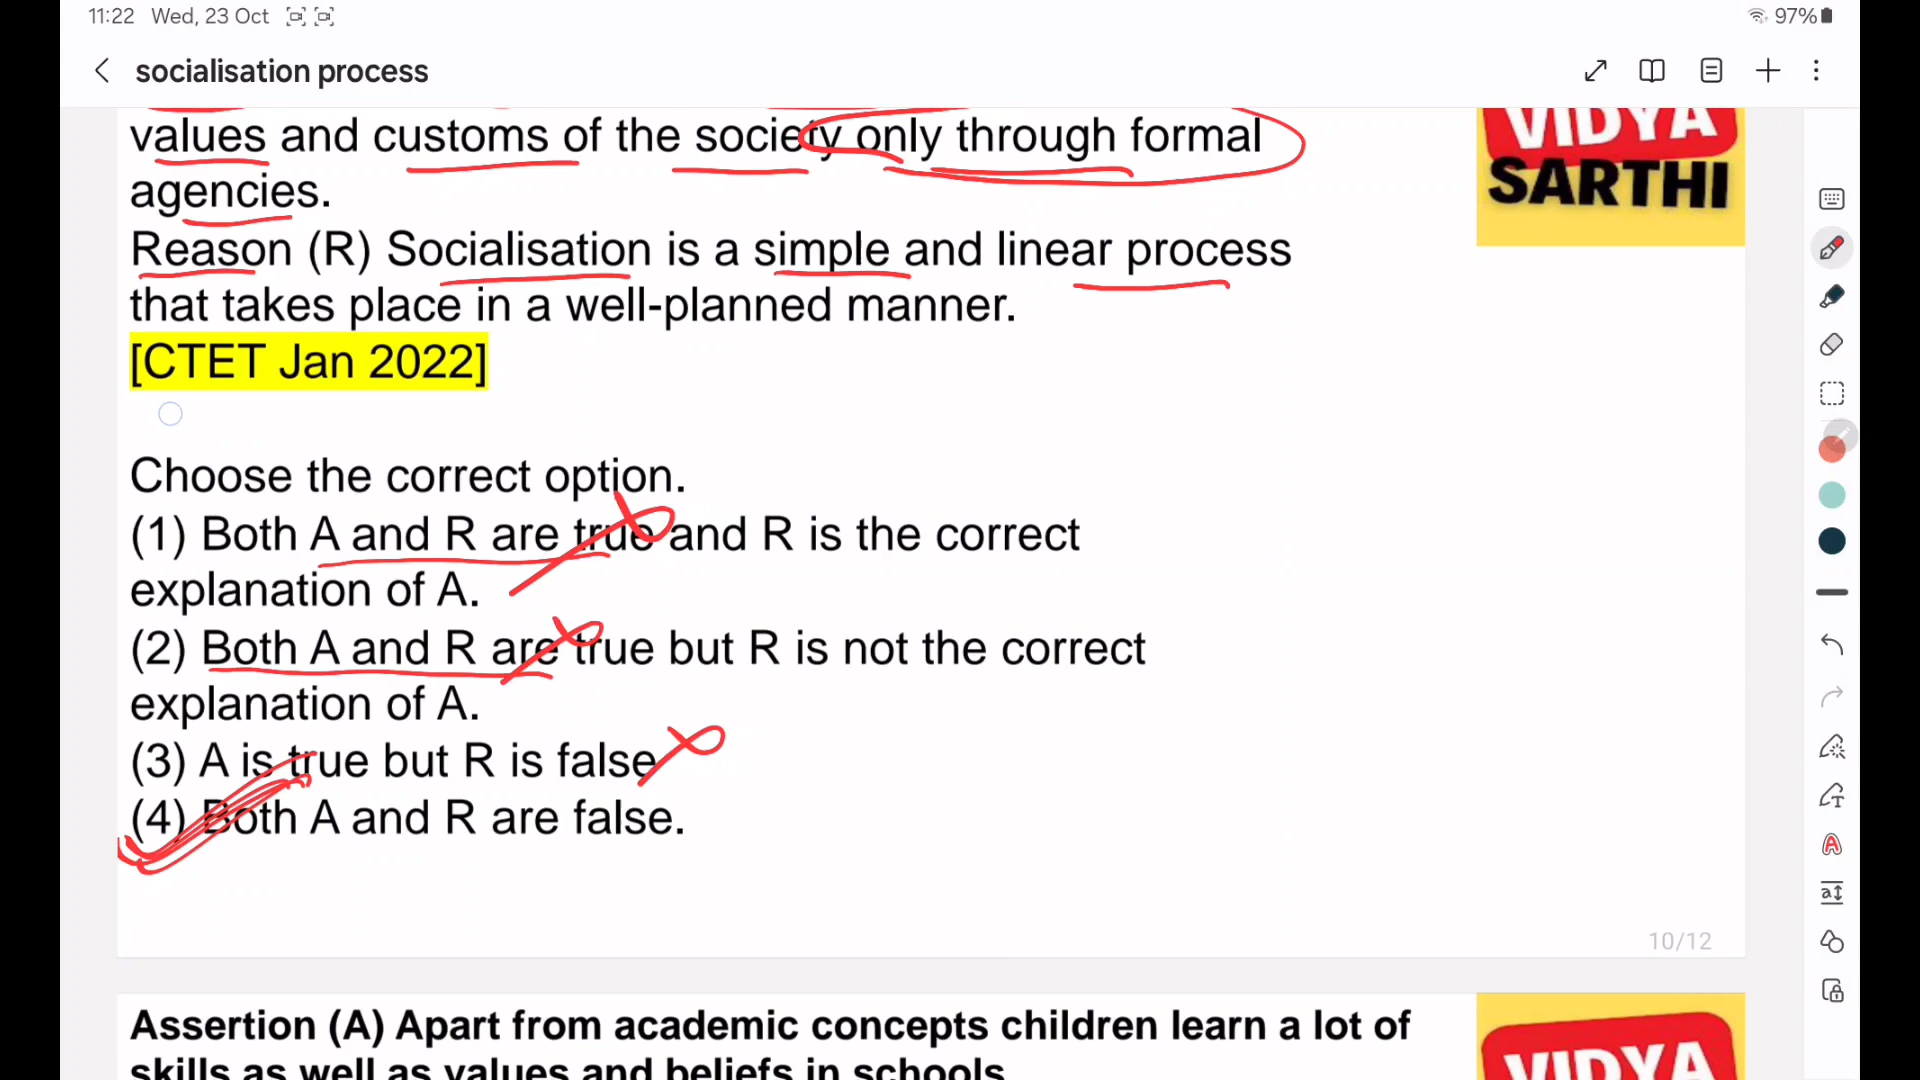 11:22 Wed, 23 Oct 97%
socialisation process
values and customs of the society only through formal
agencies.
Reason (R) Socialisation is a simple and linear process
that takes place in a well-planned manner.
[CTET Jan 2022]
Choose the correct option.
(1) Both A and R are true and R is the correct
explanation of A.
(2) Both A and R are true but R is not the correct
explanation of A.
(3) A is true but R is false
(4) Both A and R are false.
10/12
Assertion (A) Apart from academic concepts children learn a lot of
skills as well as values and beliefs in schools
VIDYA
SARTHI
VIDYA